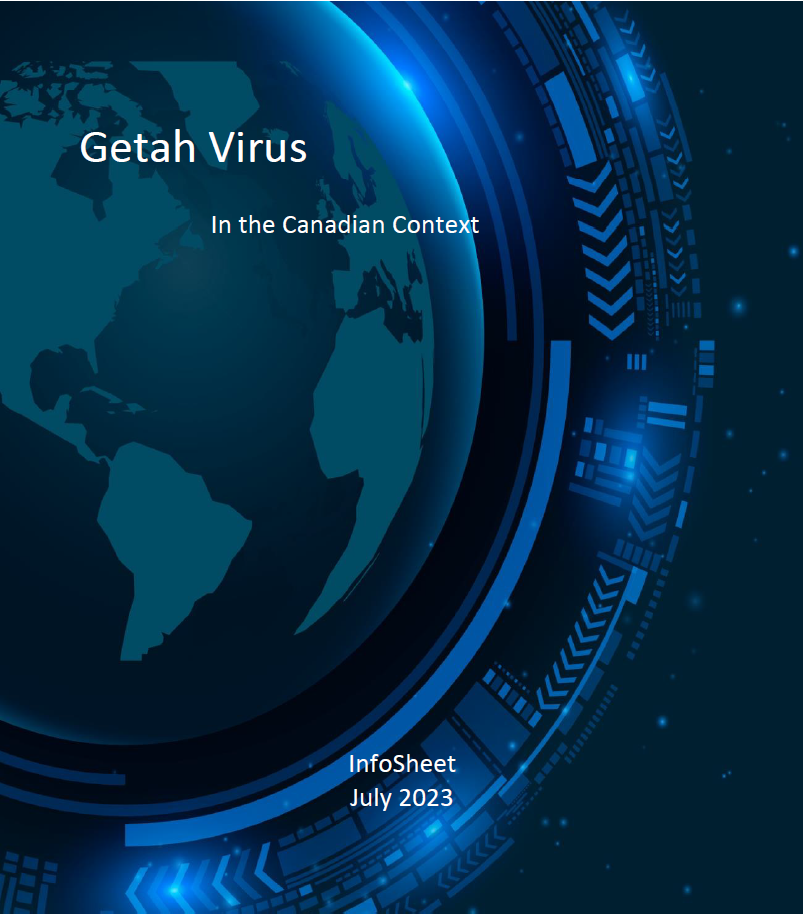 Getah Virus
In the Canadian Context
InfoSheet
July 2023